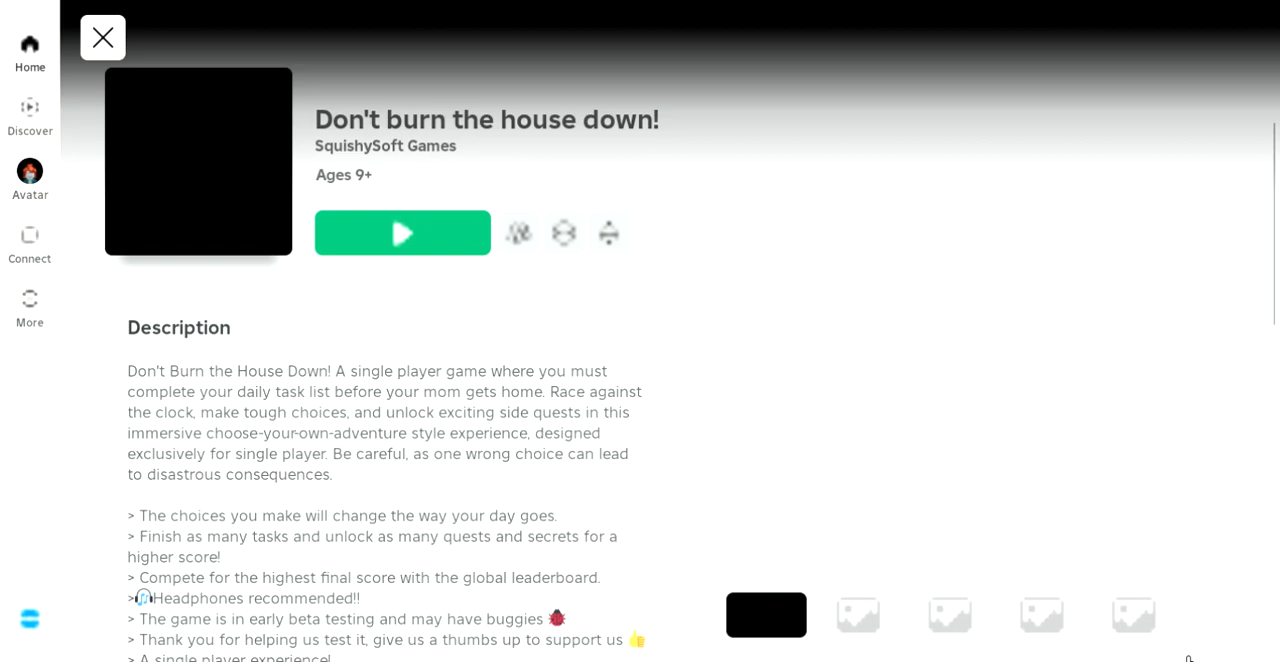 Home
Discover
Avatar
Connect
More
Don't burn the house down!
SquishySoft Games
Ages 9+
Description
Don't Burn the House Down! A single player game where you must
complete your daily task list before your mom gets home. Race against
the clock, make tough choices, and unlock exciting side quests in this
immersive choose-your-own-adventure style experience, designed
exclusively for single player. Be careful, as one wrong choice can lead
to disastrous consequences.
> The choices you make will change the way your day goes.
> Finish as many tasks and unlock as many quests and secrets for a
higher score!
> Compete for the highest final score with the global leaderboard.
>🎧Headphones recommended!!
> The game is in early beta testing and may have buggies 🐞
> Thank you for helping us test it, give us a thumbs up to support us 👍
> A single player experience!